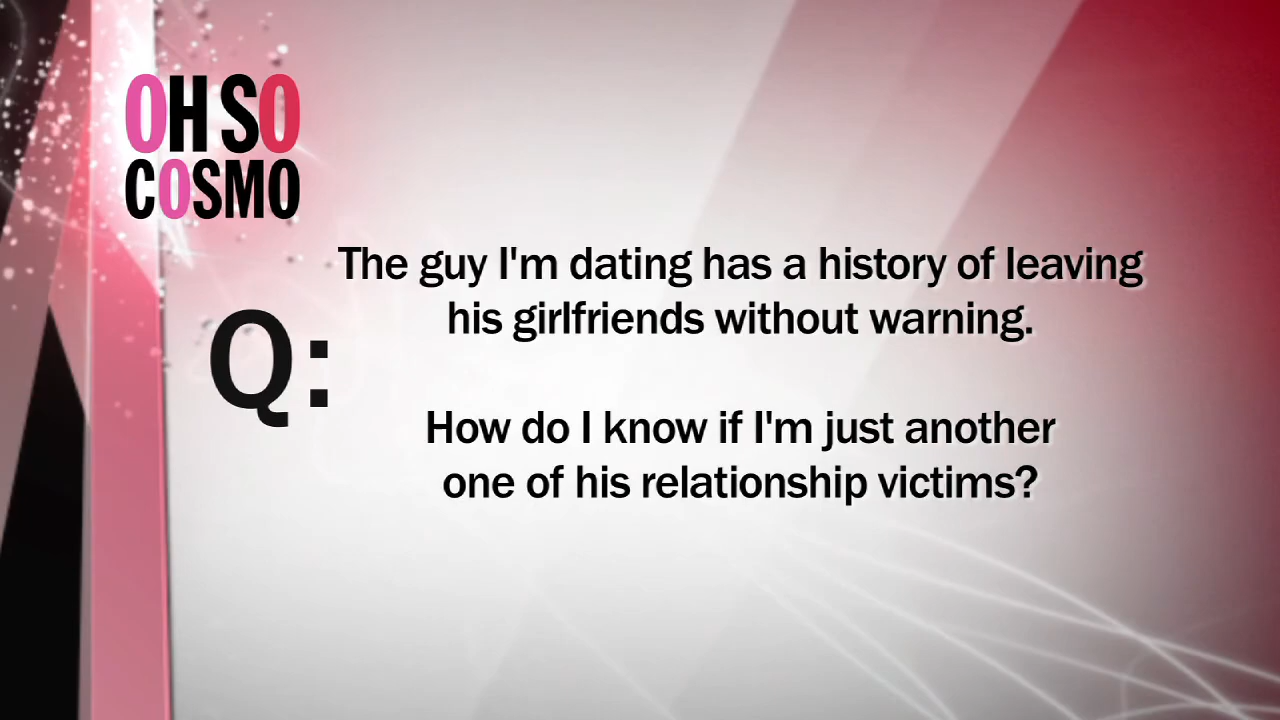 OH SO
COSMO
The guy I'm dating has a history of leaving
his girlfriends without warning.
Q:
How do I know if I'm just another
one of his relationship victims?